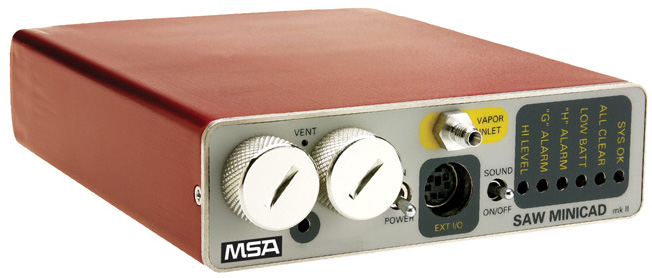 VENT
VAPOR
INLET
SYS OK
ALL CLEAR
LOW BATT
"H" ALARM
"G" ALARM
HI LEVEL
SOUND
ON/OFF
POWER
EXT I/O
MSA
SAW MINICAD mk II